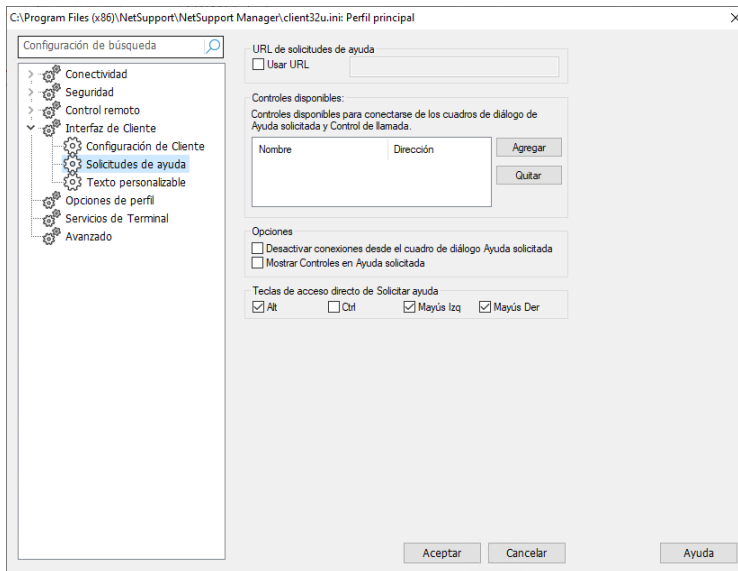 C:\Program Files (x86)\NetSupport\NetSupport Manager\client32u.ini: Perfil principal
Configuración de búsqueda
Conectividad
Seguridad
Control remoto
Interfaz de Cliente
Configuración de Cliente
Solicitudes de ayuda
Texto personalizable
Opciones de perfil
Servicios de Terminal
Avanzado
URL de solicitudes de ayuda
Usar URL
Controles disponibles:
Controles disponibles para conectarse de los cuadros de diálogo de
Ayuda solicitada y Control de llamada.
Nombre Dirección
Agregar
Quitar
Opciones
Desactivar conexiones desde el cuadro de diálogo Ayuda solicitada
Mostrar Controles en Ayuda solicitada
Teclas de acceso directo de Solicitar ayuda
Alt Ctrl Mayús Izq Mayús Der
Aceptar Cancelar Ayuda